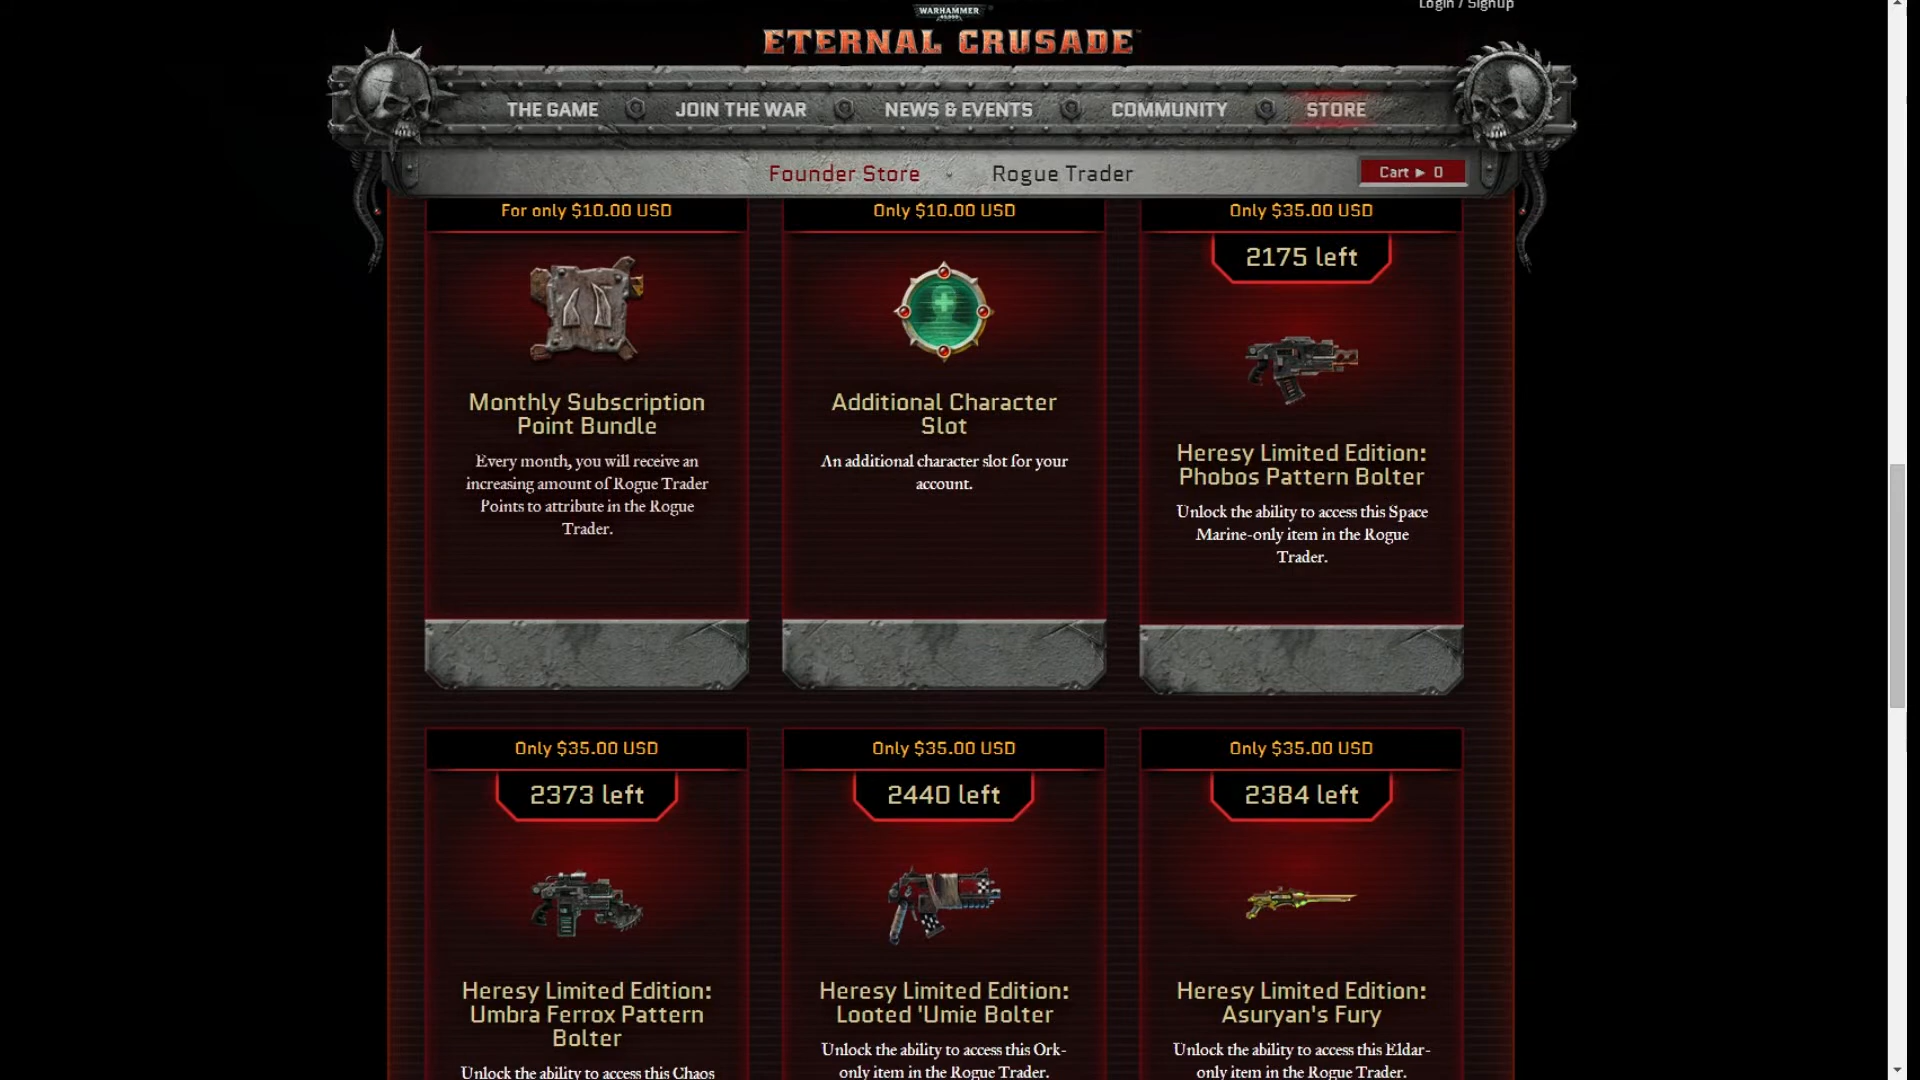 WARHAMMER
40,000
Login / Signup
ETERNAL CRUSADE
THE GAME
JOIN THE WAR
NEWS & EVENTS
COMMUNITY
STORE
Founder Store · Rogue Trader
Cart ► 0
For only $10.00 USD
Monthly Subscription
Point Bundle
Every month, you will receive an
increasing amount of Rogue Trader
Points to attribute in the Rogue
Trader.
Only $10.00 USD
Additional Character
Slot
An additional character slot for your
account.
Only $35.00 USD
2175 left
Heresy Limited Edition:
Phobos Pattern Bolter
Unlock the ability to access this Space
Marine-only item in the Rogue
Trader.
Only $35.00 USD
2373 left
Heresy Limited Edition:
Umbra Ferrox Pattern
Bolter
Unlock the ability to access this Chaos
Only $35.00 USD
2440 left
Heresy Limited Edition:
Looted 'Umie Bolter
Unlock the ability to access this Ork-
only item in the Rogue Trader.
Only $35.00 USD
2384 left
Heresy Limited Edition:
Asuryan's Fury
Unlock the ability to access this Eldar-
only item in the Rogue Trader.